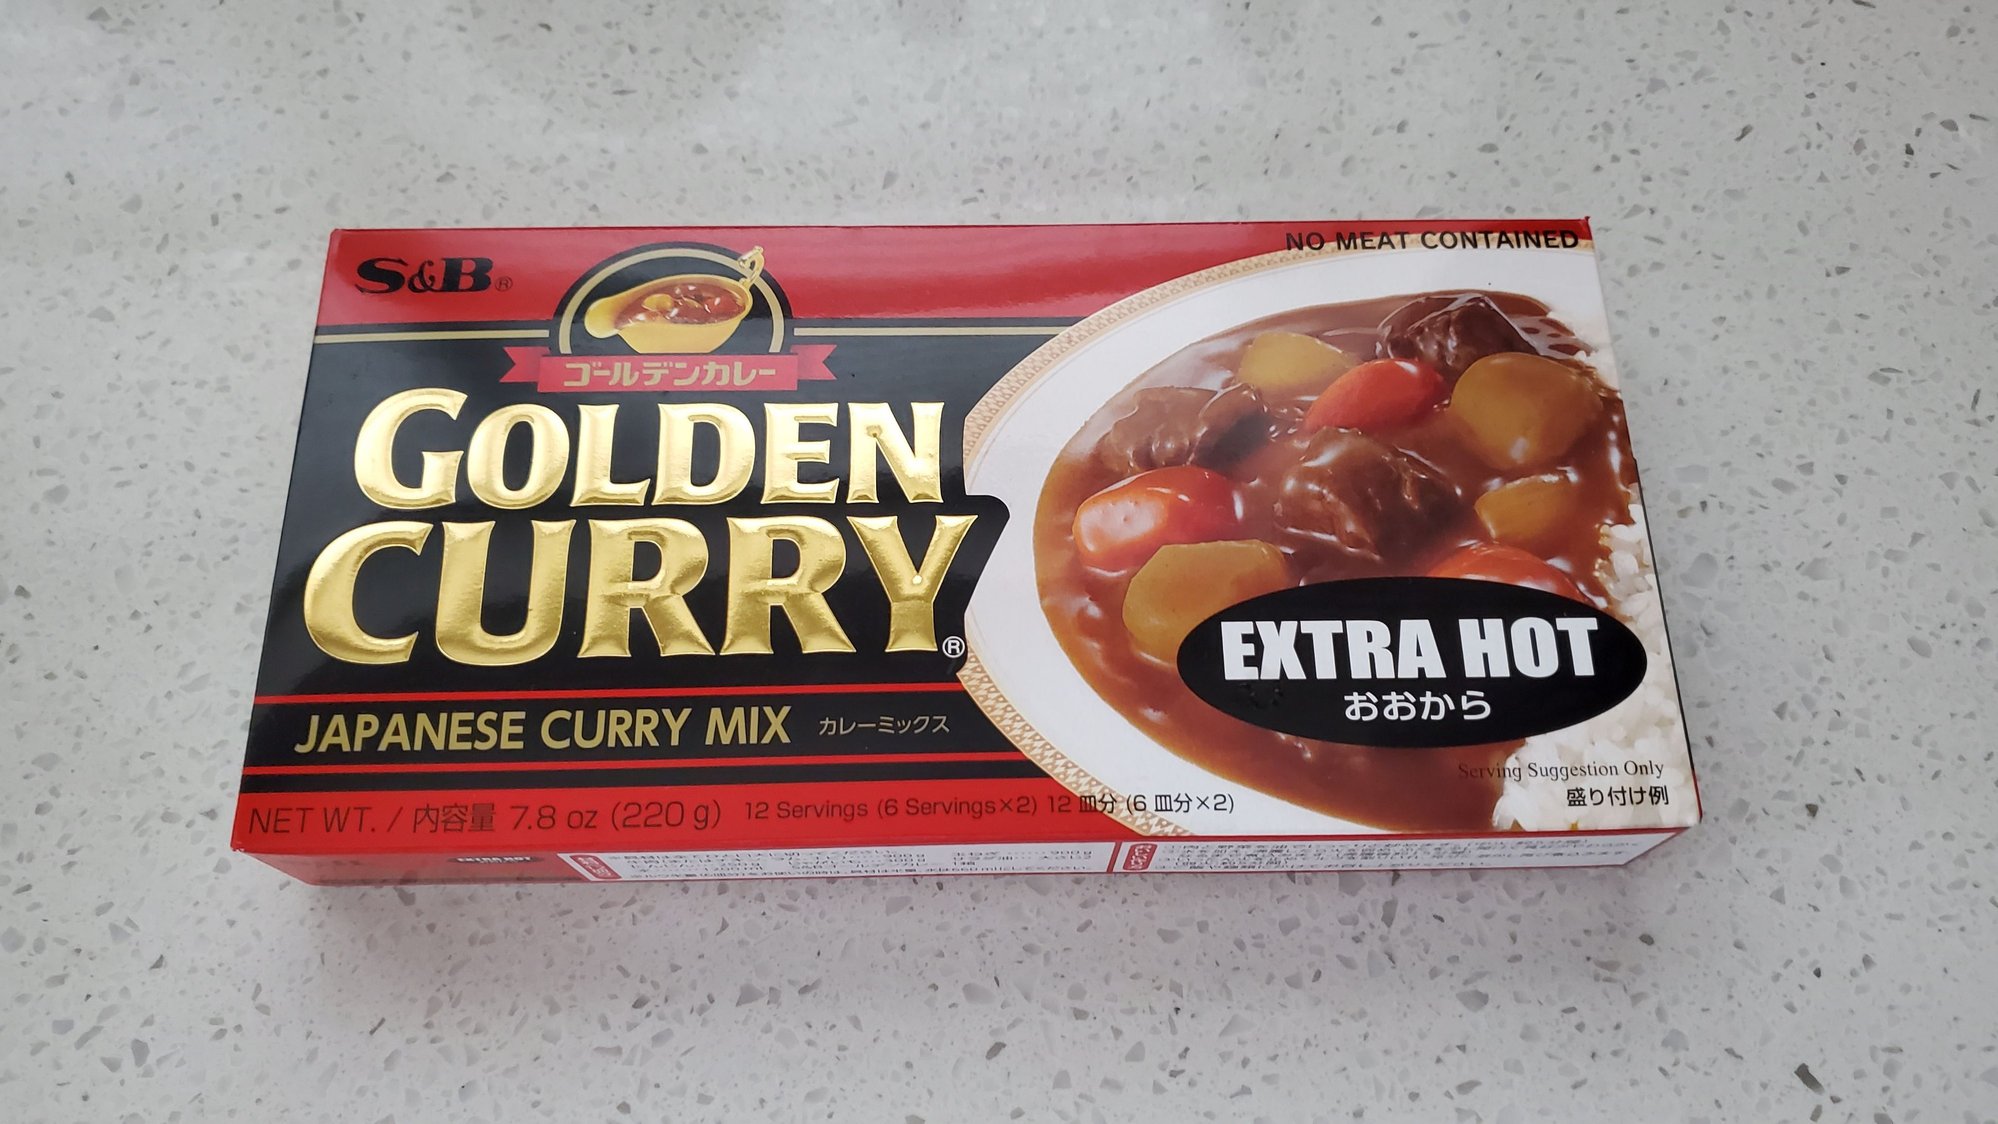 NO MEAT CONTAINED
S&B®
ゴールデンカレー
GOLDEN
CURRY®
EXTRA HOT
おおから
JAPANESE CURRY MIX カレーミックス
Serving Suggestion Only
盛り付け例
NET WT. / 内容量 7.8 oz (220 g) 12 Servings (6 Servings×2) 12 皿分 (6 皿分×2)
EXTRA HOT